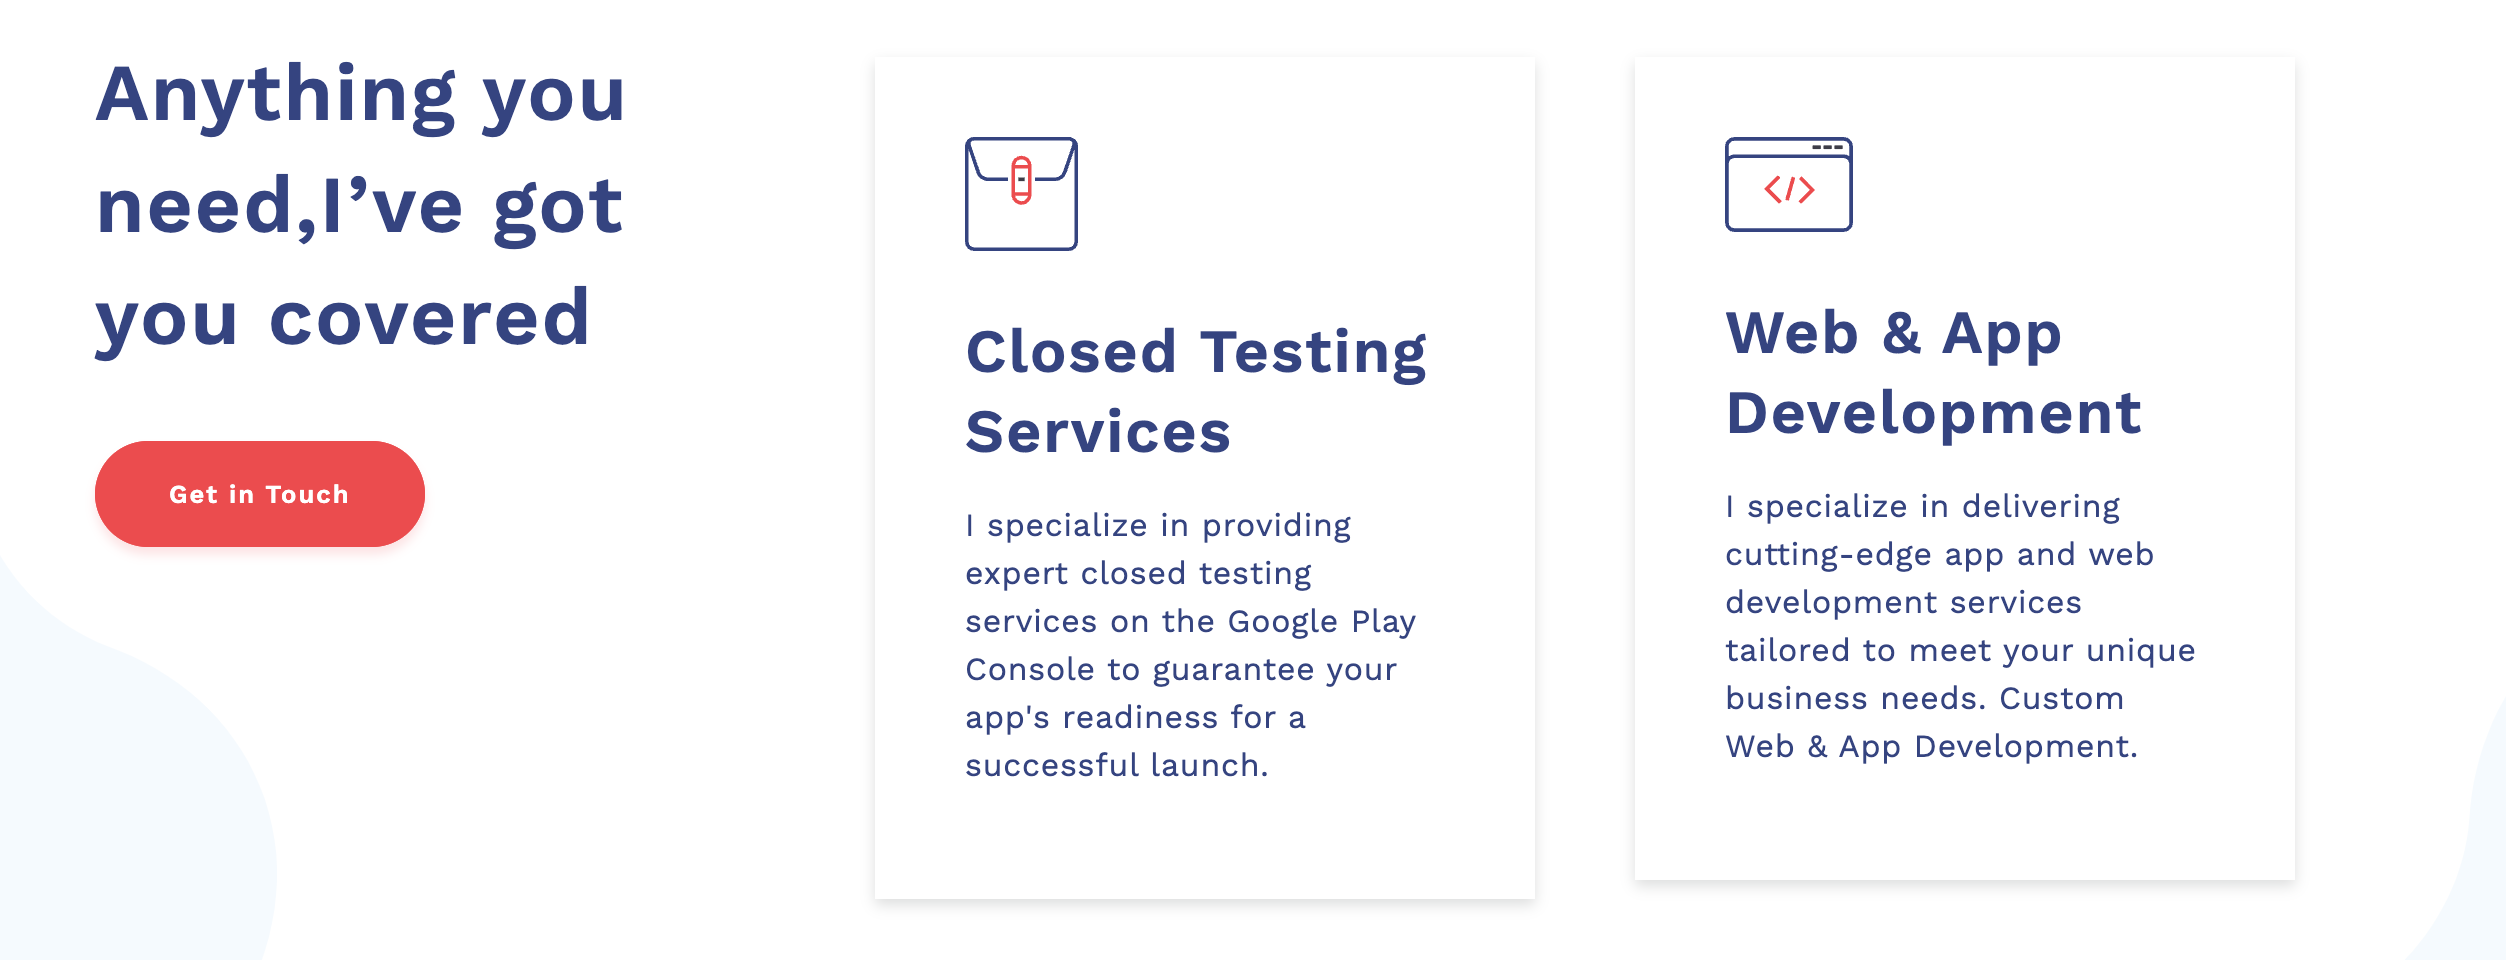 Anything you
need,I’ve got
you covered
Get in Touch
Closed Testing
Services
I specialize in providing
expert closed testing
services on the Google Play
Console to guarantee your
app's readiness for a
successful launch.
Web & App
Development
I specialize in delivering
cutting-edge app and web
development services
tailored to meet your unique
business needs. Custom
Web & App Development.